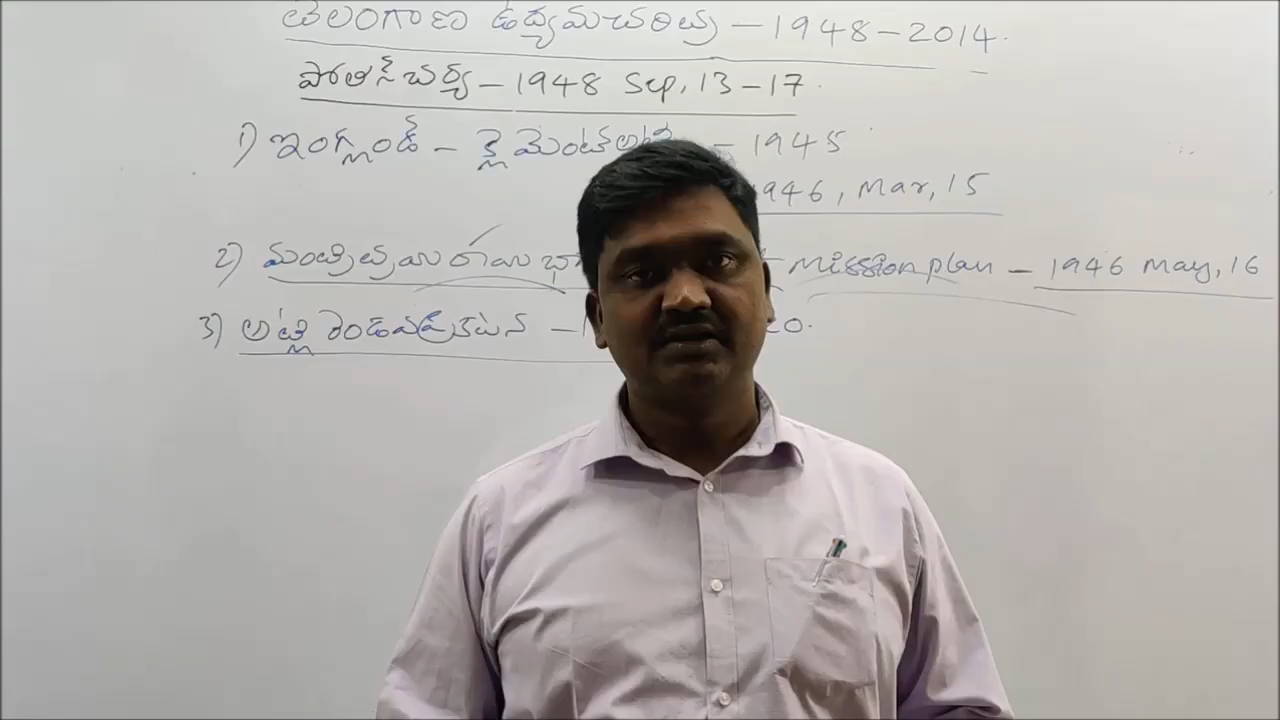 తెలంగాణ ఉద్యమచరిత్ర – 1948 – 2014.
పోలీస్ చర్య – 1948 Sep, 13 – 17.
1) ఇంగ్లండ్ – క్లెమెంట్ – 1945
1946, Mar, 15
2) మంత్రిత్రయ రాయ Mission plan – 1946 May, 16
3) అట్లీ రెండవ ప్రకటన –